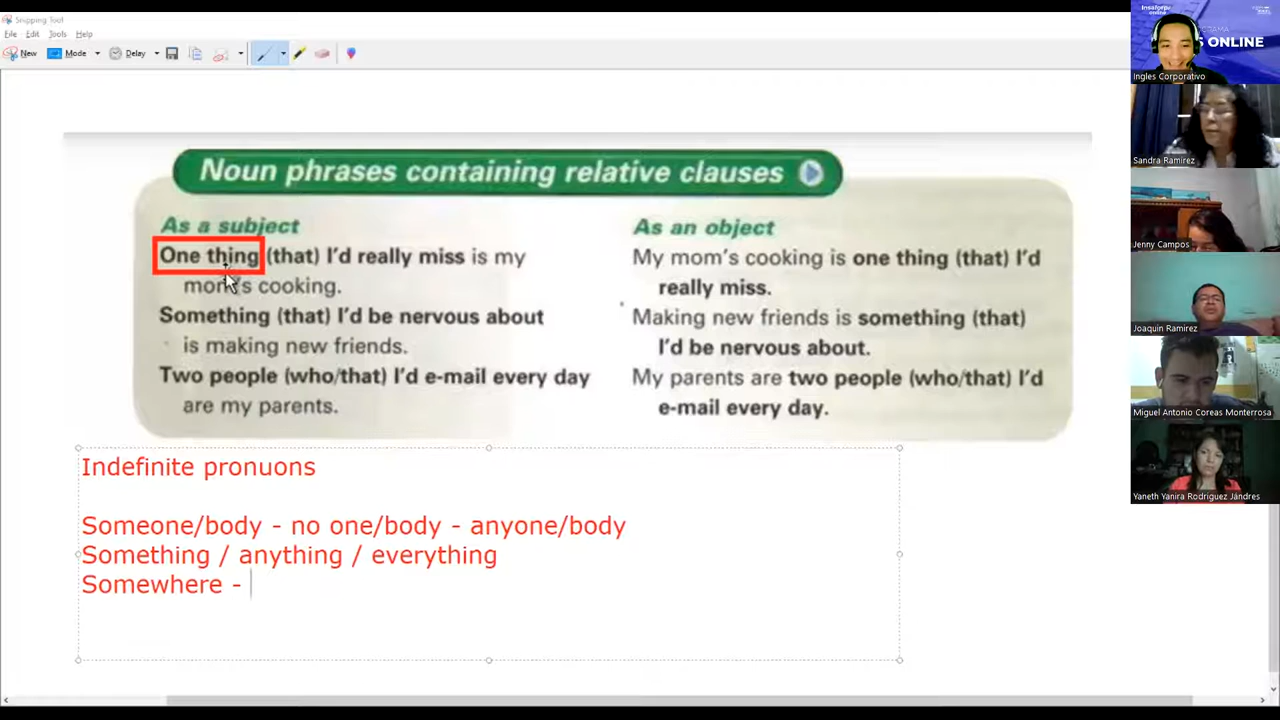 Snipping Tool
File Edit Tools Help
New Mode Delay
Noun phrases containing relative clauses
As a subject
One thing (that) I'd really miss is my
mom's cooking.
Something (that) I'd be nervous about
is making new friends.
Two people (who/that) I'd e-mail every day
are my parents.
As an object
My mom's cooking is one thing (that) I'd
really miss.
Making new friends is something (that)
I'd be nervous about.
My parents are two people (who/that) I'd
e-mail every day.
Indefinite pronuons
Someone/body - no one/body - anyone/body
Something / anything / everything
Somewhere -
Insaforp
online
ONLINE
Ingles Corporativo
Sandra Ramirez
Jenny Campos
Joaquin Ramirez
Miguel Antonio Coreas Monterrosa
Yaneth Yanira Rodriguez Jándres